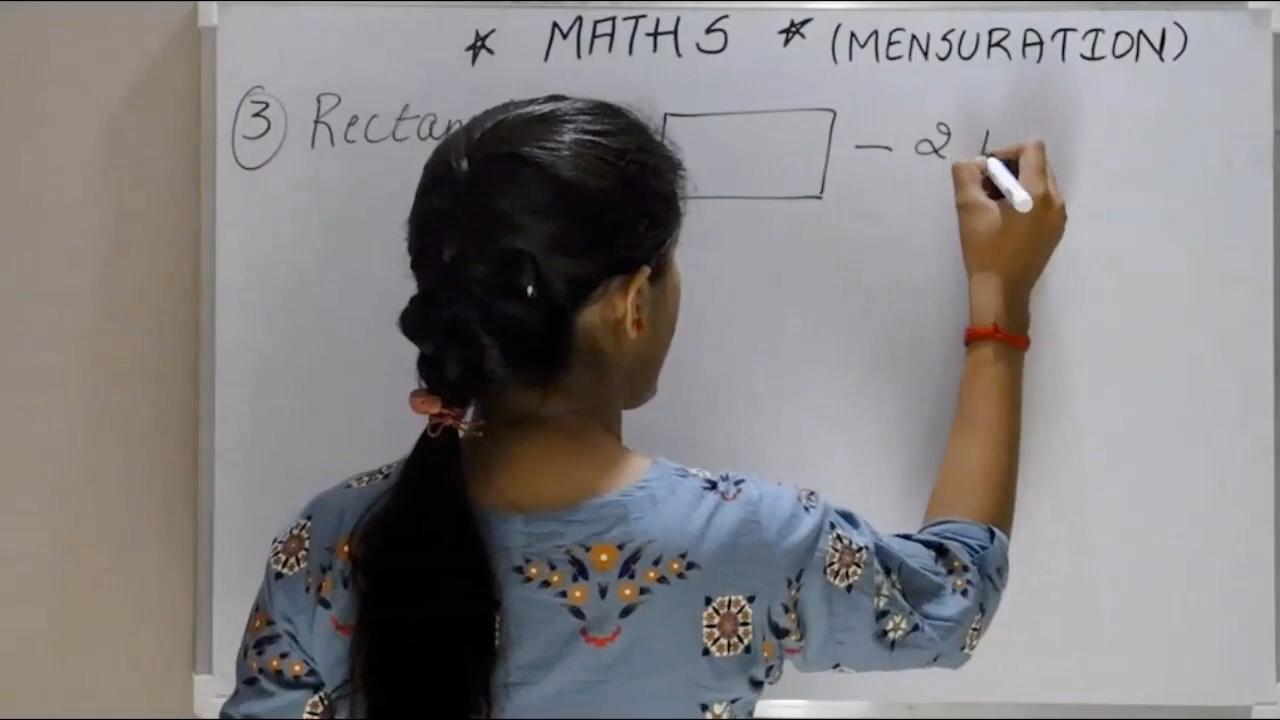 * MATHS * (MENSURATION)
③ Rectan - 2